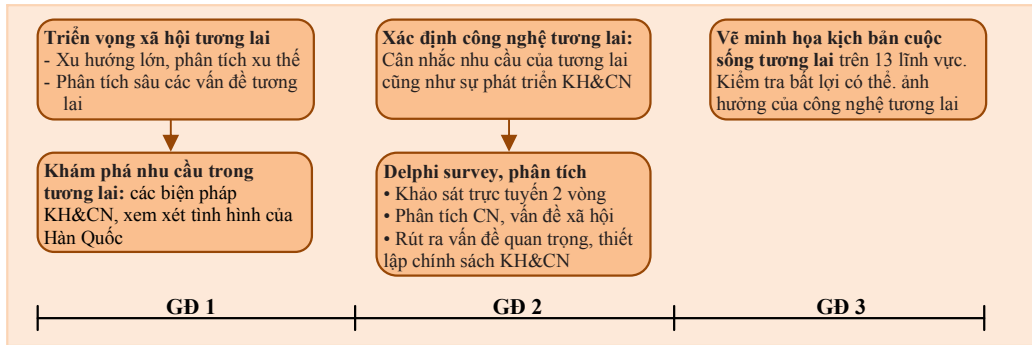 Triển vọng xã hội tương lai
- Xu hướng lớn, phân tích xu thế
- Phân tích sâu các vấn đề tương
lai
Khám phá nhu cầu trong
tương lai: các biện pháp
KH&CN, xem xét tình hình của
Hàn Quốc
Xác định công nghệ tương lai:
Cân nhắc nhu cầu của tương lai
cũng như sự phát triển KH&CN
Delphi survey, phân tích
• Khảo sát trực tuyến 2 vòng
• Phân tích CN, vấn đề xã hội
• Rút ra vấn đề quan trọng, thiết
lập chính sách KH&CN
Vẽ minh họa kịch bản cuộc
sống tương lai trên 13 lĩnh vực.
Kiểm tra bất lợi có thể. ảnh
hưởng của công nghệ tương lai
GĐ 1
GĐ 2
GĐ 3